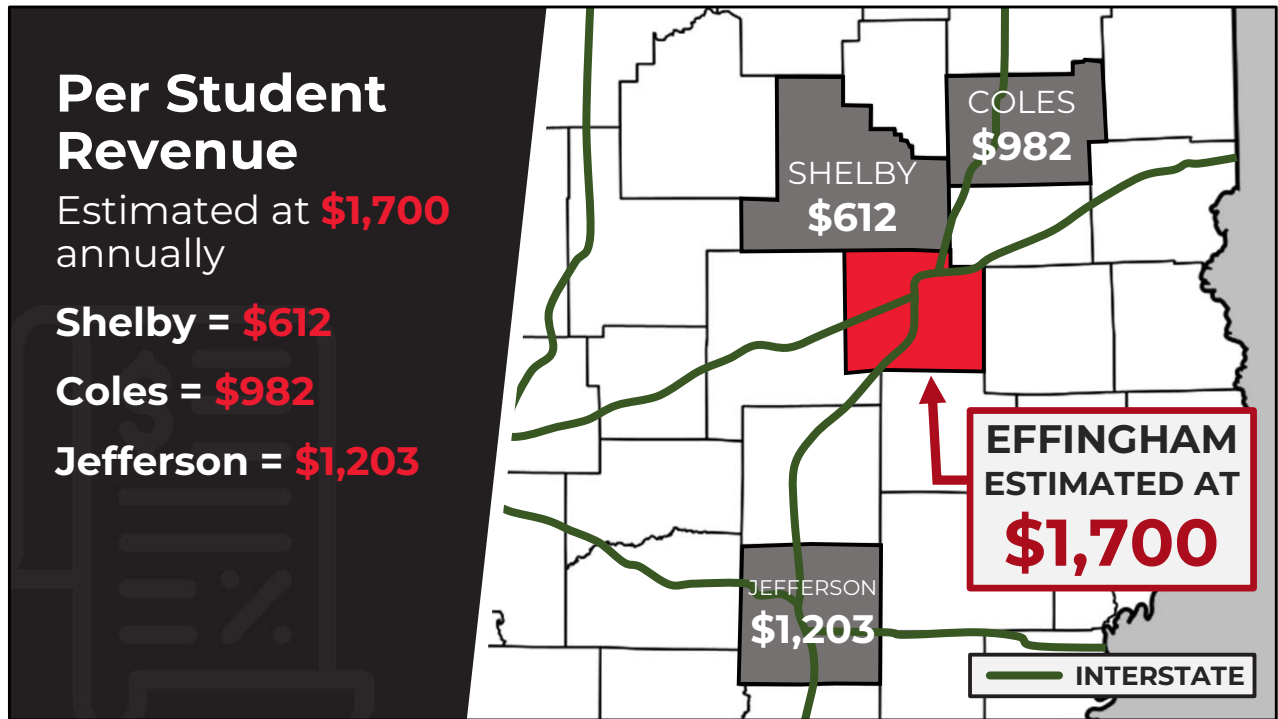 Per Student
Revenue
Estimated at $1,700
annually
Shelby = $612
Coles = $982
Jefferson = $1,203
COLES
$982
SHELBY
$612
EFFINGHAM
ESTIMATED AT
$1,700
JEFFERSON
$1,203
INTERSTATE